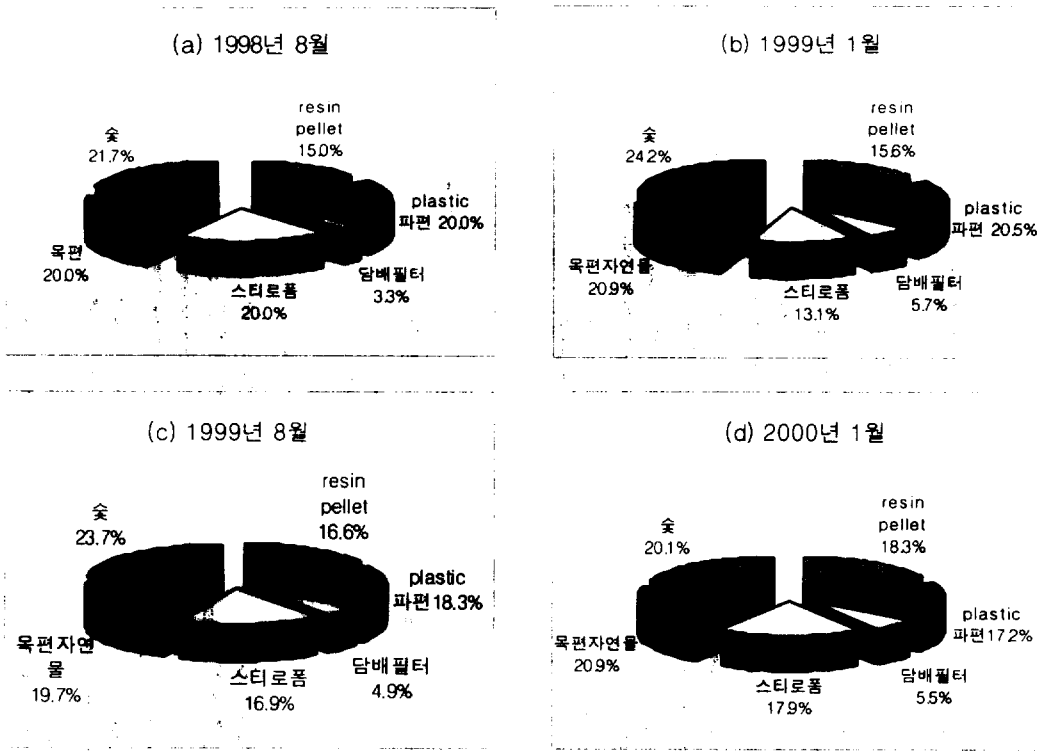 (a) 1998년 8월
숯
21.7%
resin
pellet
15.0%
plastic
파편 20.0%
목편
20.0%
스티로폼
20.0%
담배필터
3.3%
(b) 1999년 1월
숯
24.2%
resin
pellet
15.6%
plastic
파편 20.5%
목편자연물
20.9%
스티로폼
13.1%
담배필터
5.7%
(c) 1999년 8월
숯
23.7%
resin
pellet
16.6%
plastic
파편18.3%
목편자연
물
19.7%
스티로폼
16.9%
담배필터
4.9%
(d) 2000년 1월
숯
20.1%
resin
pellet
18.3%
plastic
파편17.2%
목편자연물
20.9%
스티로폼
17.9%
담배필터
5.5%